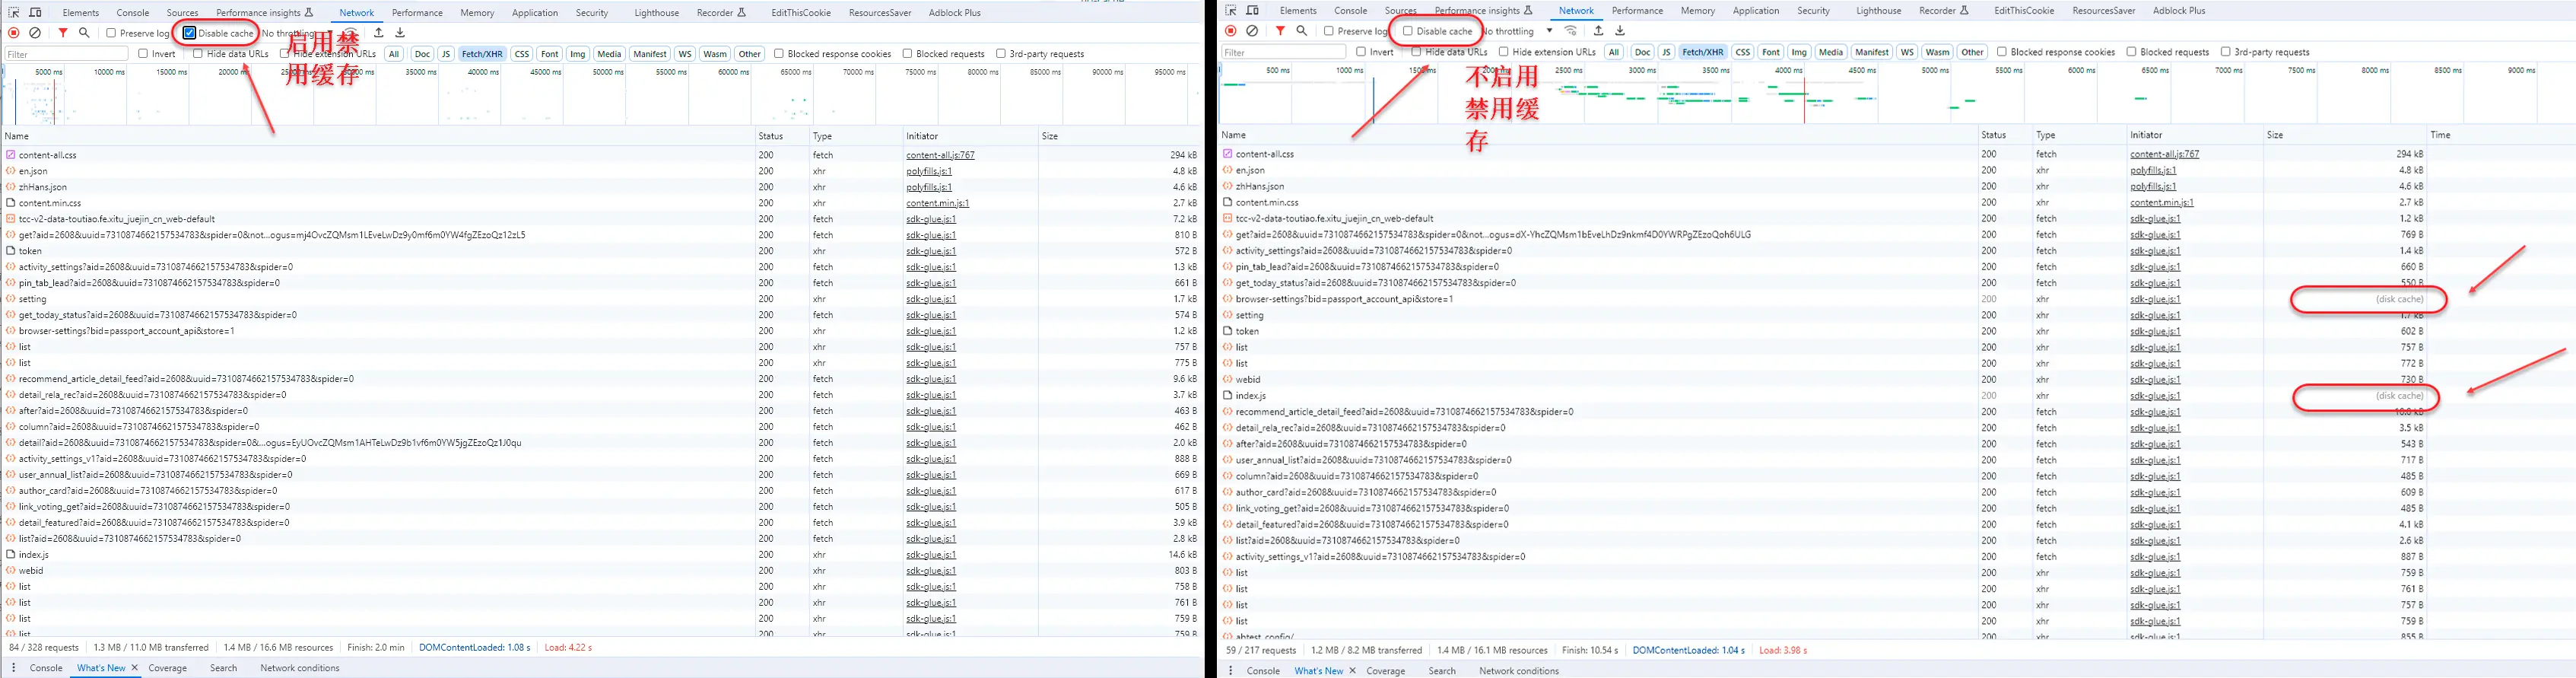 Elements Console Sources Performance insights Network Performance Memory Application Security Lighthouse Recorder EditThisCookie ResourcesSaver Adblock Plus
Preserve log Disable cache No throttling
启用禁
用缓存
Filter Invert Hide data URLs Hide extension URLs All Doc JS Fetch/XHR CSS Font Img Media Manifest WS Wasm Other Blocked response cookies Blocked requests 3rd-party requests
5000 ms 10000 ms 15000 ms 20000 ms 30000 ms 35000 ms 40000 ms 45000 ms 50000 ms 55000 ms 60000 ms 65000 ms 70000 ms 75000 ms 80000 ms 85000 ms 90000 ms 95000 ms
Name Status Type Initiator Size
content-all.css 200 fetch content-all.js:767 294 kB
en.json 200 xhr polyfills.js:1 4.8 kB
zhHans.json 200 xhr polyfills.js:1 4.6 kB
content.min.css 200 xhr content.min.js:1 2.7 kB
tcc-v2-data-toutiao.fe.xitu_juejin_cn_web-default 200 fetch sdk-glue.js:1 7.2 kB
get?aid=2608&uuid=7310874662157534783&spider=0&not...ogus=mj4OvcZQMsm1LEveLwDz9y0mf6m0YW4fgZEzoQz12zL5 200 fetch sdk-glue.js:1 810 B
token 200 xhr sdk-glue.js:1 572 B
activity_settings?aid=2608&uuid=7310874662157534783&spider=0 200 fetch sdk-glue.js:1 1.3 kB
pin_tab_lead?aid=2608&uuid=7310874662157534783&spider=0 200 fetch sdk-glue.js:1 661 B
setting 200 xhr sdk-glue.js:1 1.7 kB
get_today_status?aid=2608&uuid=7310874662157534783&spider=0 200 fetch sdk-glue.js:1 574 B
browser-settings?bid=passport_account_api&store=1 200 xhr sdk-glue.js:1 1.2 kB
list 200 xhr sdk-glue.js:1 757 B
list 200 xhr sdk-glue.js:1 775 B
recommend_article_detail_feed?aid=2608&uuid=7310874662157534783&spider=0 200 fetch sdk-glue.js:1 9.6 kB
detail_rela_rec?aid=2608&uuid=7310874662157534783&spider=0 200 fetch sdk-glue.js:1 3.7 kB
after?aid=2608&uuid=7310874662157534783&spider=0 200 fetch sdk-glue.js:1 463 B
column?aid=2608&uuid=7310874662157534783&spider=0 200 fetch sdk-glue.js:1 462 B
detail?aid=2608&uuid=7310874662157534783&spider=0&...ogus=EyUOvcZQMsm1AHTeLwDz9b1vf6m0YW5jgZEzoQz1J0qu 200 fetch sdk-glue.js:1 2.0 kB
activity_settings_v1?aid=2608&uuid=7310874662157534783&spider=0 200 fetch sdk-glue.js:1 888 B
user_annual_list?aid=2608&uuid=7310874662157534783&spider=0 200 fetch sdk-glue.js:1 669 B
author_card?aid=2608&uuid=7310874662157534783&spider=0 200 fetch sdk-glue.js:1 617 B
link_voting_get?aid=2608&uuid=7310874662157534783&spider=0 200 fetch sdk-glue.js:1 505 B
detail_featured?aid=2608&uuid=7310874662157534783&spider=0 200 fetch sdk-glue.js:1 3.9 kB
list?aid=2608&uuid=7310874662157534783&spider=0 200 fetch sdk-glue.js:1 2.8 kB
index.js 200 xhr sdk-glue.js:1 14.6 kB
webid 200 xhr sdk-glue.js:1 803 B
list 200 xhr sdk-glue.js:1 758 B
list 200 xhr sdk-glue.js:1 761 B
list 200 xhr sdk-glue.js:1 759 B
list 200 xhr sdk-glue.js:1 759 B
84 / 328 requests 1.3 MB / 11.0 MB transferred 1.4 MB / 16.6 MB resources Finish: 2.0 min DOMContentLoaded: 1.08 s Load: 4.22 s
Console What's New Coverage Search Network conditions
Elements Console Sources Performance insights Network Performance Memory Application Security Lighthouse Recorder EditThisCookie ResourcesSaver Adblock Plus
Preserve log Disable cache No throttling
Filter Invert Hide data URLs Hide extension URLs All Doc JS Fetch/XHR CSS Font Img Media Manifest WS Wasm Other Blocked response cookies Blocked requests 3rd-party requests
500 ms 1000 ms 1500 ms 2000 ms 2500 ms 3000 ms 3500 ms 4000 ms 4500 ms 5000 ms 5500 ms 6000 ms 6500 ms 7000 ms 7500 ms 8000 ms 8500 ms 9000 ms
不启用
禁用缓
存
Name Status Type Initiator Size Time
content-all.css 200 fetch content-all.js:767 294 kB
en.json 200 xhr polyfills.js:1 4.8 kB
zhHans.json 200 xhr polyfills.js:1 4.6 kB
content.min.css 200 xhr content.min.js:1 2.7 kB
tcc-v2-data-toutiao.fe.xitu_juejin_cn_web-default 200 fetch sdk-glue.js:1 1.2 kB
get?aid=2608&uuid=7310874662157534783&spider=0&not...ogus=dX-YhcZQMsm1bEveLhDz9nkmf4D0YWRPgZEzoQoh6ULG 200 fetch sdk-glue.js:1 769 B
activity_settings?aid=2608&uuid=7310874662157534783&spider=0 200 fetch sdk-glue.js:1 1.4 kB
pin_tab_lead?aid=2608&uuid=7310874662157534783&spider=0 200 fetch sdk-glue.js:1 660 B
get_today_status?aid=2608&uuid=7310874662157534783&spider=0 200 fetch sdk-glue.js:1 550 B
browser-settings?bid=passport_account_api&store=1 200 xhr sdk-glue.js:1 (disk cache)
setting 200 xhr sdk-glue.js:1 1.7 kB
token 200 xhr sdk-glue.js:1 602 B
list 200 xhr sdk-glue.js:1 757 B
list 200 xhr sdk-glue.js:1 772 B
webid 200 xhr sdk-glue.js:1 730 B
index.js 200 xhr sdk-glue.js:1 (disk cache)
recommend_article_detail_feed?aid=2608&uuid=7310874662157534783&spider=0 200 fetch sdk-glue.js:1
detail_rela_rec?aid=2608&uuid=7310874662157534783&spider=0 200 fetch sdk-glue.js:1 3.5 kB
after?aid=2608&uuid=7310874662157534783&spider=0 200 fetch sdk-glue.js:1 543 B
user_annual_list?aid=2608&uuid=7310874662157534783&spider=0 200 fetch sdk-glue.js:1 717 B
column?aid=2608&uuid=7310874662157534783&spider=0 200 fetch sdk-glue.js:1 485 B
author_card?aid=2608&uuid=7310874662157534783&spider=0 200 fetch sdk-glue.js:1 609 B
link_voting_get?aid=2608&uuid=7310874662157534783&spider=0 200 fetch sdk-glue.js:1 485 B
detail_featured?aid=2608&uuid=7310874662157534783&spider=0 200 fetch sdk-glue.js:1 4.1 kB
list?aid=2608&uuid=7310874662157534783&spider=0 200 fetch sdk-glue.js:1 2.6 kB
activity_settings_v1?aid=2608&uuid=7310874662157534783&spider=0 200 fetch sdk-glue.js:1 887 B
list 200 xhr sdk-glue.js:1 759 B
list 200 xhr sdk-glue.js:1 761 B
list 200 xhr sdk-glue.js:1 757 B
list 200 xhr sdk-glue.js:1 759 B
abtest_config/ 200 xhr sdk-glue.js:1 855 B
59 / 217 requests 1.2 MB / 8.2 MB transferred 1.4 MB / 16.1 MB resources Finish: 10.54 s DOMContentLoaded: 1.04 s Load: 3.98 s
Console What's New Coverage Search Network conditions